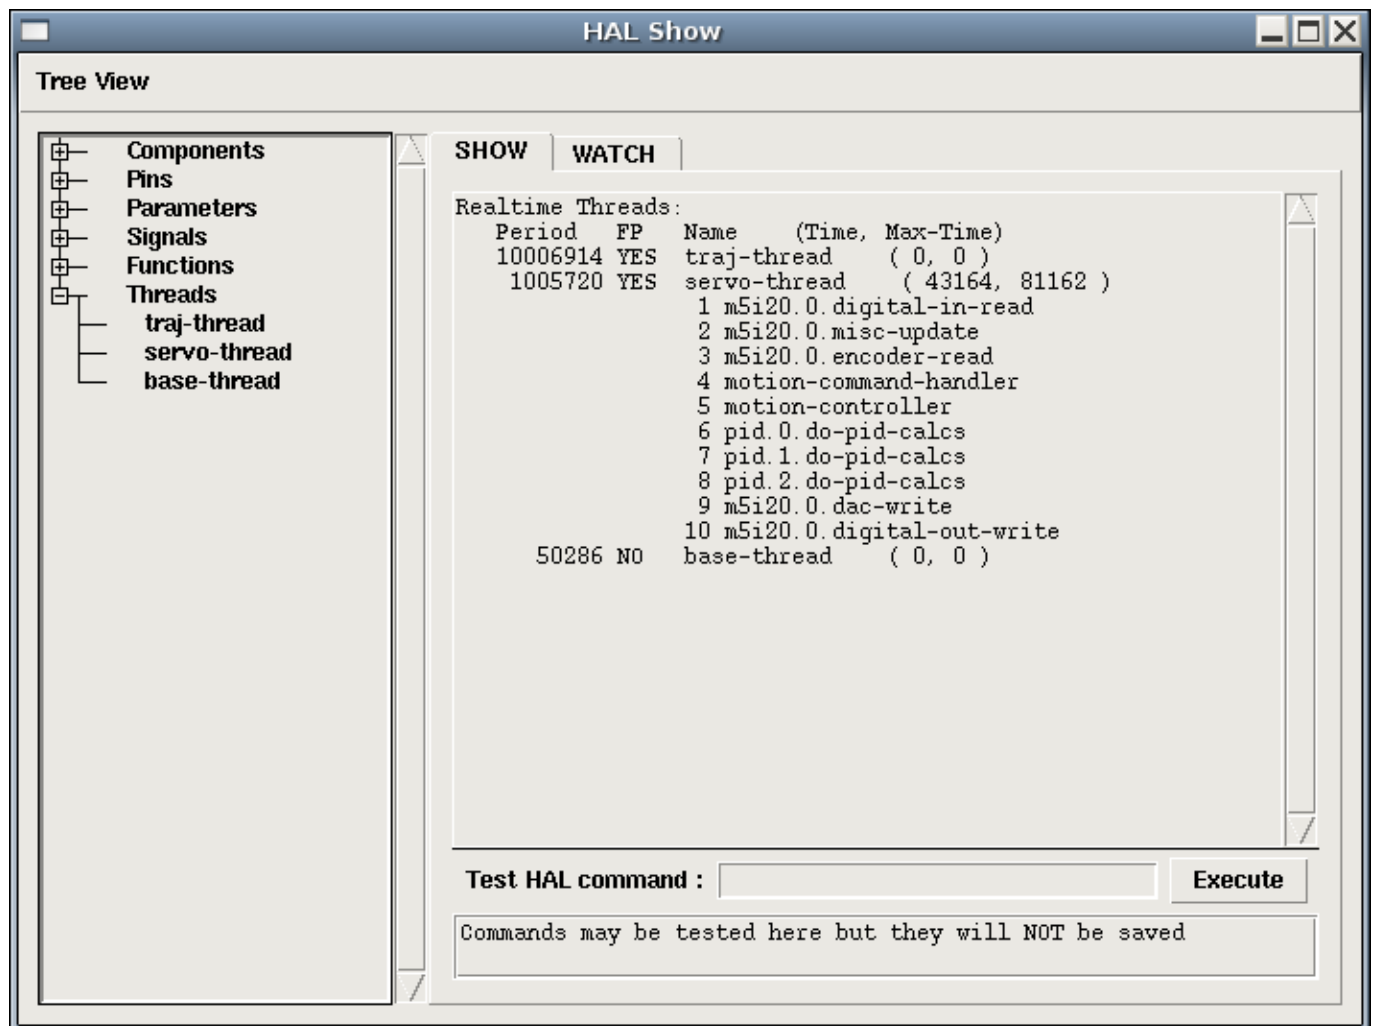 HAL Show
Tree View
Components
Pins
Parameters
Signals
Functions
Threads
traj-thread
servo-thread
base-thread
SHOW WATCH
Realtime Threads:
Period FP Name (Time, Max-Time)
10006914 YES traj-thread ( 0, 0 )
1005720 YES servo-thread ( 43164, 81162 )
1 m5i20.0.digital-in-read
2 m5i20.0.misc-update
3 m5i20.0.encoder-read
4 motion-command-handler
5 motion-controller
6 pid.0.do-pid-calcs
7 pid.1.do-pid-calcs
8 pid.2.do-pid-calcs
9 m5i20.0.dac-write
10 m5i20.0.digital-out-write
50286 NO base-thread ( 0, 0 )
Test HAL command : Execute
Commands may be tested here but they will NOT be saved